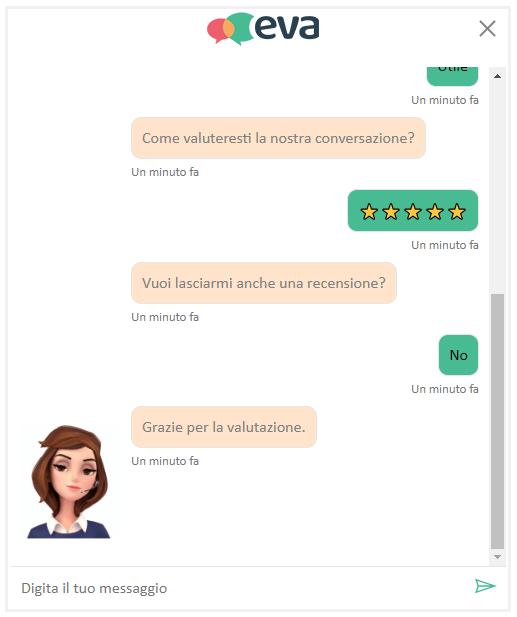 eva
Utile
Un minuto fa
Come valuteresti la nostra conversazione?
Un minuto fa
Un minuto fa
Vuoi lasciarmi anche una recensione?
Un minuto fa
No
Un minuto fa
Grazie per la valutazione.
Un minuto fa
Digita il tuo messaggio